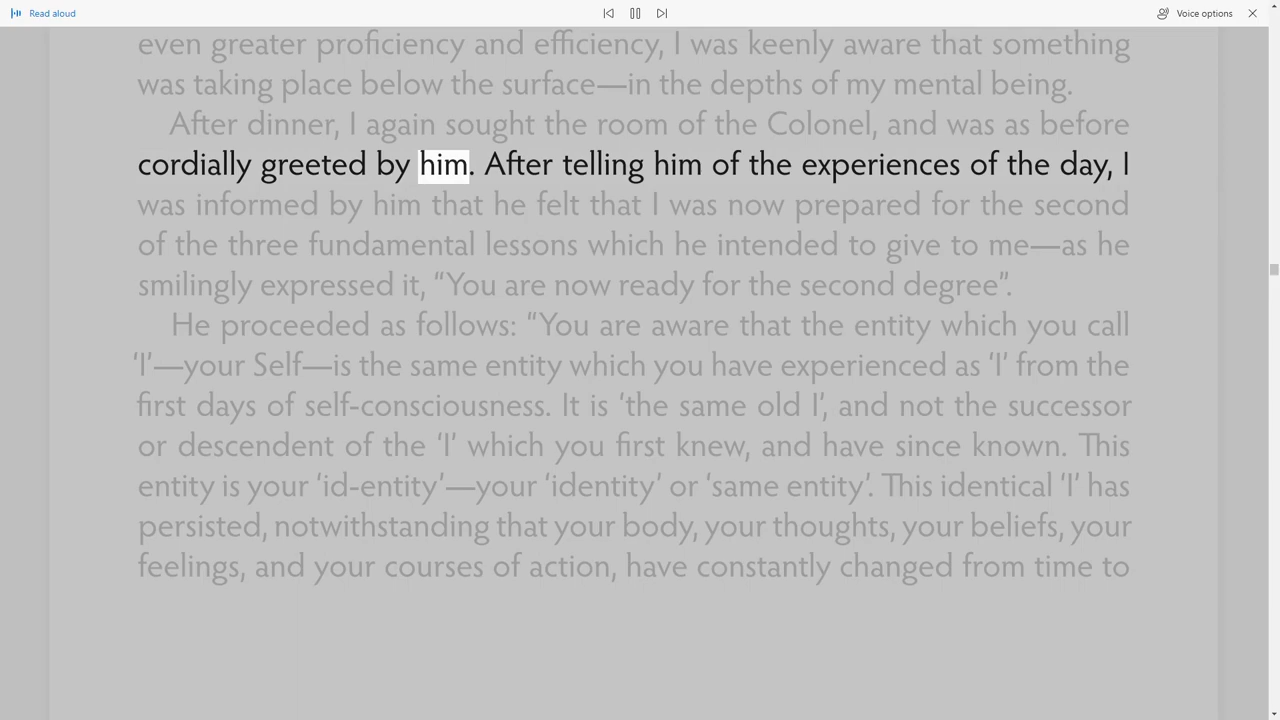 Read aloud
Voice options
even greater proficiency and efficiency, I was keenly aware that something
was taking place below the surface—in the depths of my mental being.
After dinner, I again sought the room of the Colonel, and was as before
cordially greeted by him. After telling him of the experiences of the day, I
was informed by him that he felt that I was now prepared for the second
of the three fundamental lessons which he intended to give to me—as he
smilingly expressed it, “You are now ready for the second degree”.
He proceeded as follows: “You are aware that the entity which you call
‘I’—your Self—is the same entity which you have experienced as ‘I’ from the
first days of self-consciousness. It is ‘the same old I’, and not the successor
or descendent of the ‘I’ which you first knew, and have since known. This
entity is your ‘id-entity’—your ‘identity’ or ‘same entity’. This identical ‘I’ has
persisted, notwithstanding that your body, your thoughts, your beliefs, your
feelings, and your courses of action, have constantly changed from time to